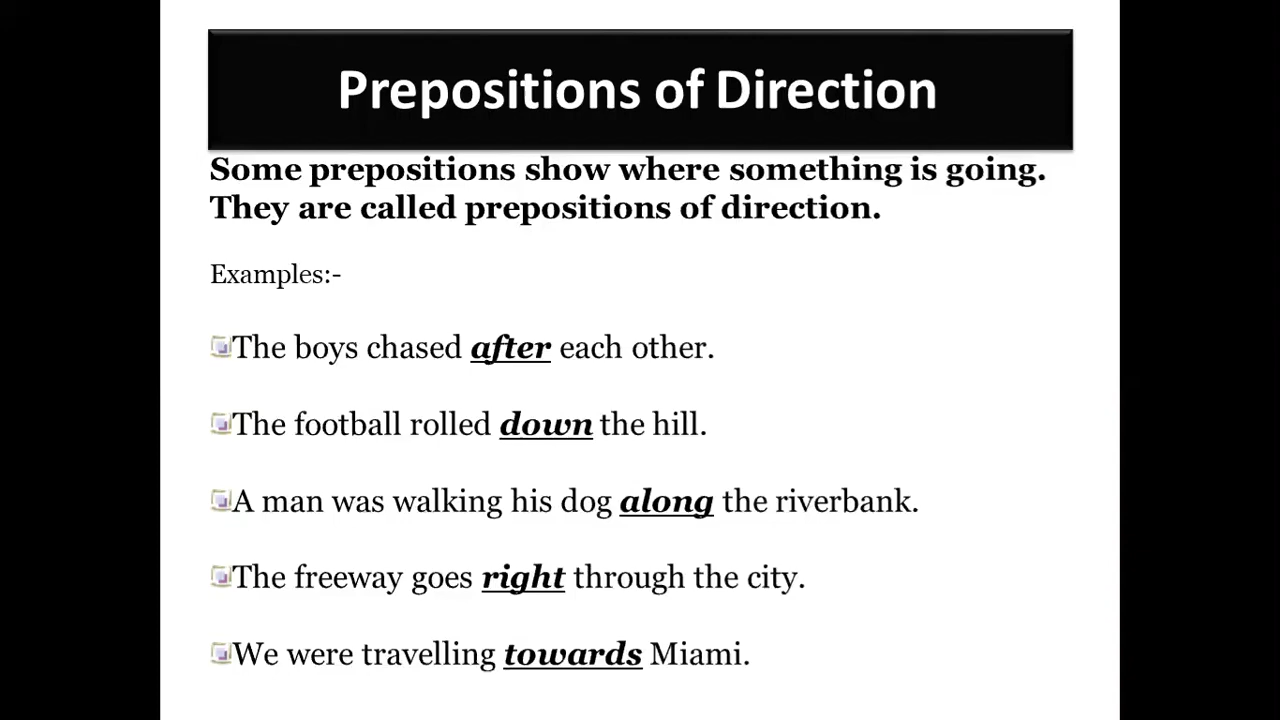 Prepositions of Direction
Some prepositions show where something is going.
They are called prepositions of direction.
Examples:-
The boys chased after each other.
The football rolled down the hill.
A man was walking his dog along the riverbank.
The freeway goes right through the city.
We were travelling towards Miami.